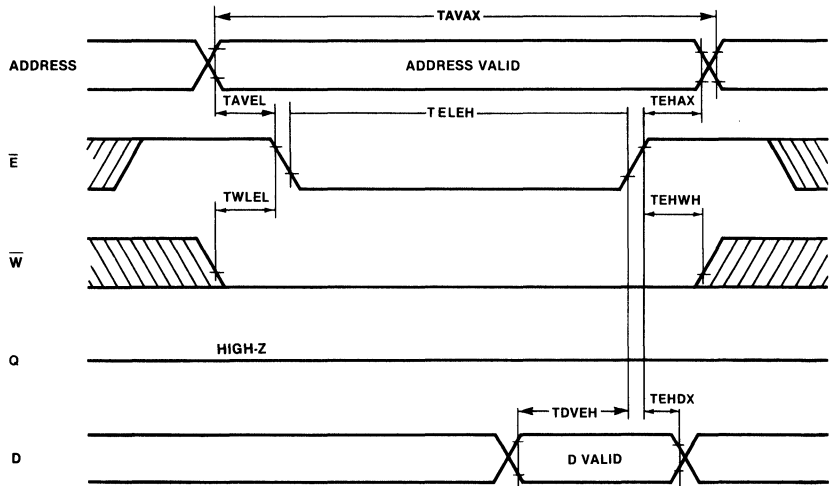 TAVAX
ADDRESS
ADDRESS VALID
TAVEL
TELEH
TEHAX
E
TWLEL
TEHWH
W
HIGH-Z
Q
TDVEH
TEHDX
D
D VALID